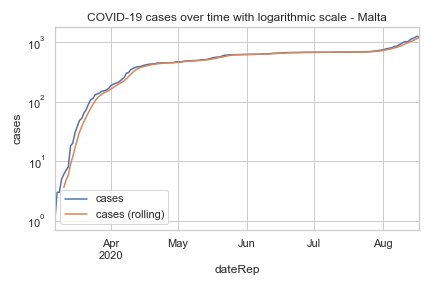 COVID-19 cases over time with logarithmic scale - Malta
cases
10³
10²
10¹
10⁰
cases
cases (rolling)
Apr
2020
May
Jun
Jul
Aug
dateRep